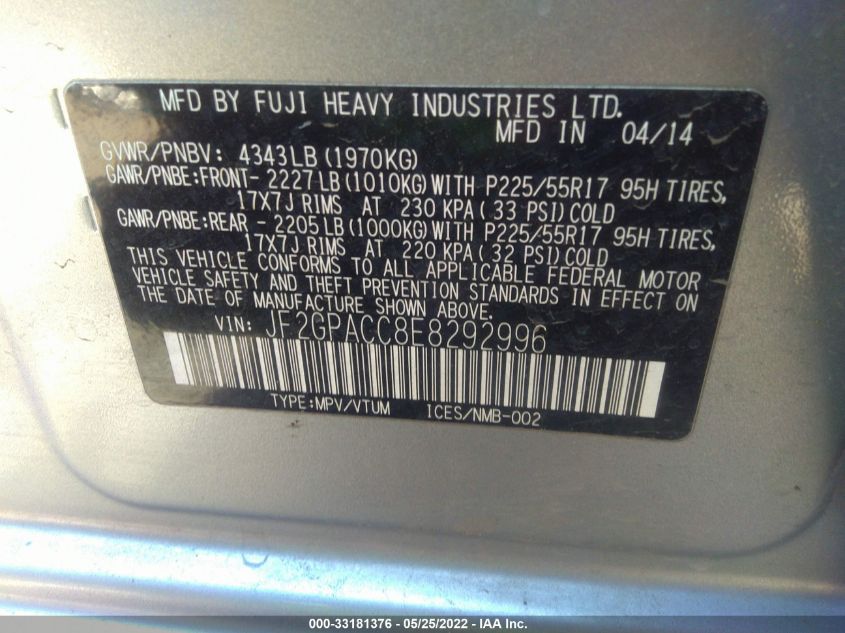 MFD BY FUJI HEAVY INDUSTRIES LTD.
MFD IN 04/14
GVWR/PNBV: 4343LB (1970KG)
GAWR/PNBE:FRONT- 2227LB (1010KG) WITH P225/55R17 95H TIRES,
17X7J RIMS AT 230 KPA (33 PSI) COLD
GAWR/PNBE:REAR - 2205LB (1000KG) WITH P225/55R17 95H TIRES,
17X7J RIMS AT 220 KPA (32 PSI) COLD
THIS VEHICLE CONFORMS TO ALL APPLICABLE FEDERAL MOTOR
VEHICLE SAFETY AND THEFT PREVENTION STANDARDS IN EFFECT ON
THE DATE OF MANUFACTURE SHOWN ABOVE.
VIN: JF2GPACC8E8292996
TYPE:MPV/VTUM ICES/NMB-002
000-33181376 - 05/25/2022 - IAA Inc.